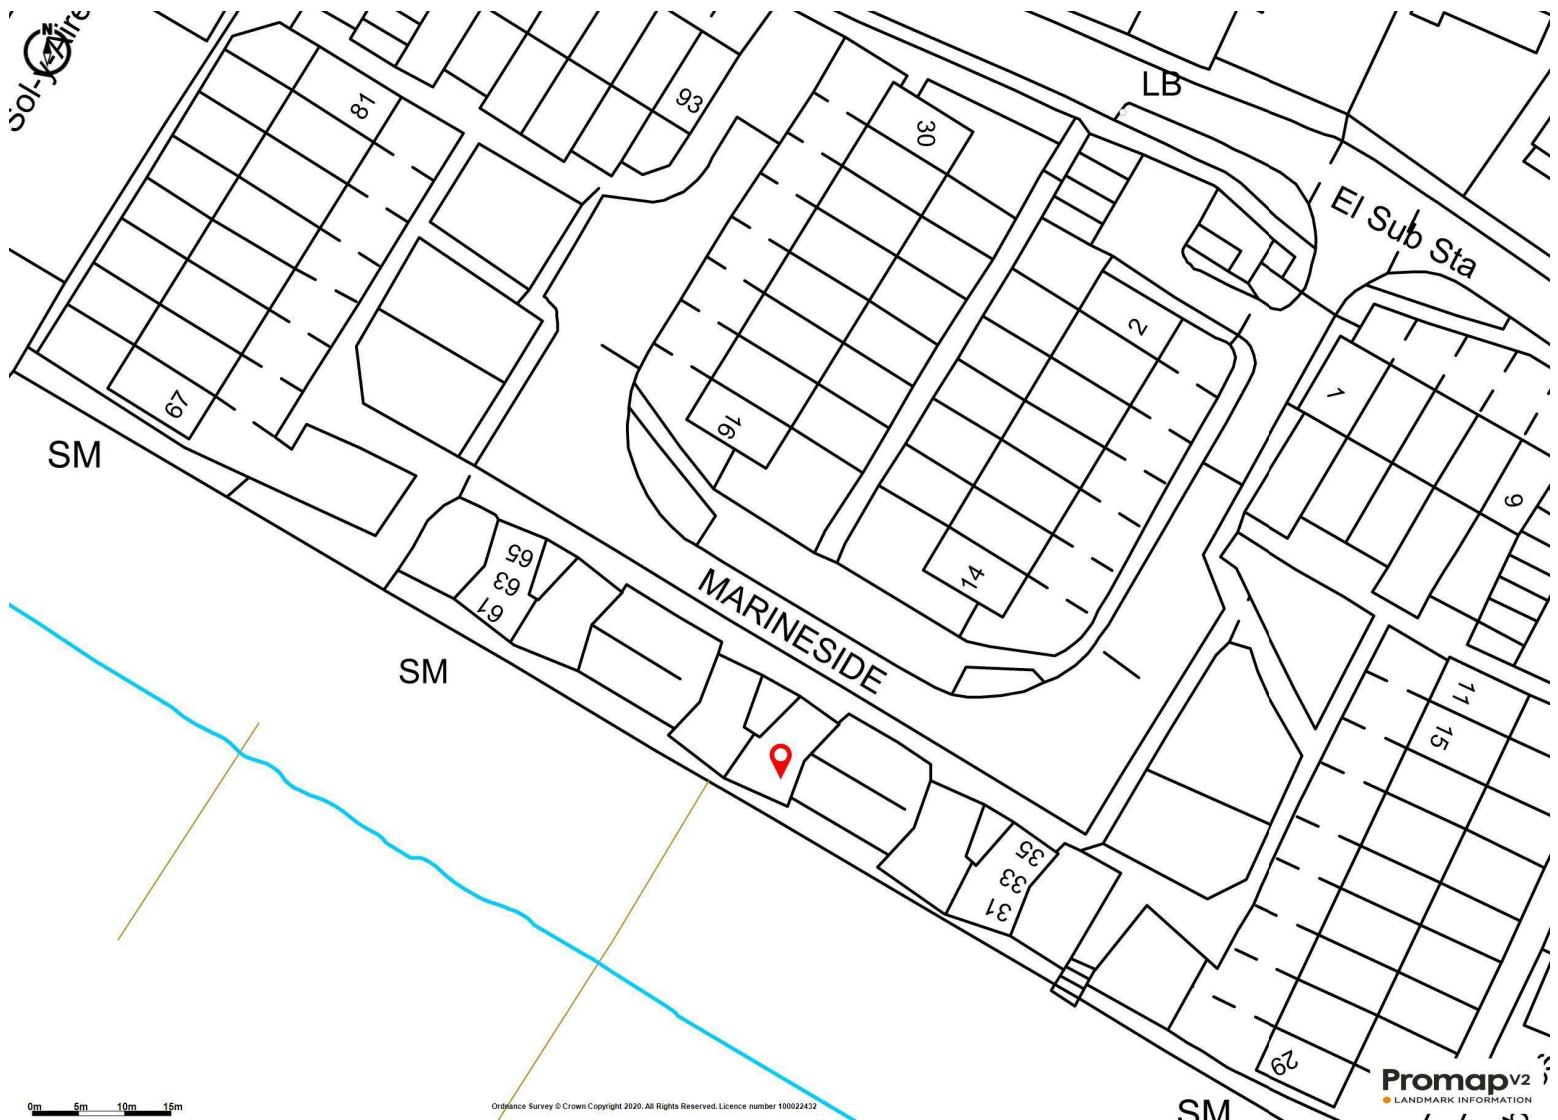 N
Sol-y-Aire
81
93
30
LB
El Sub Sta
2
1
9
67
16
14
SM
65
63
61
MARINESIDE
SM
11
15
35
33
31
29
SM
0m 5m 10m 15m
Ordnance Survey © Crown Copyright 2020. All Rights Reserved. Licence number 100022432
Promap V2
LANDMARK INFORMATION